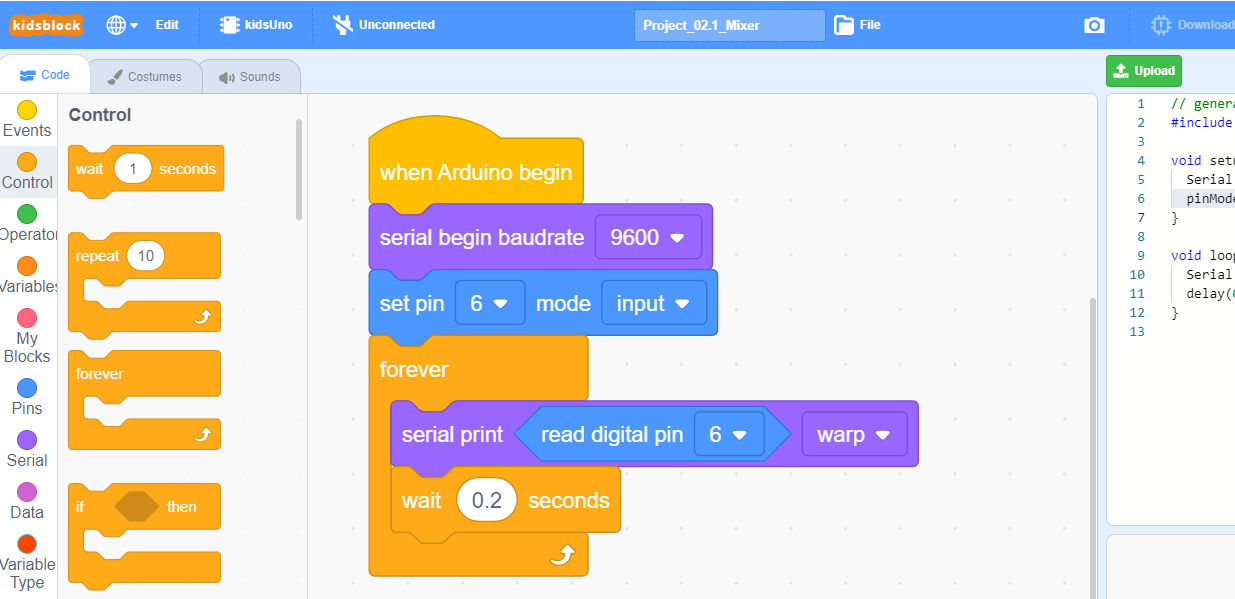 kidsblock Edit kidsUno Unconnected Project_02.1_Mixer File Download
Code Costumes Sounds Upload
Events
Control
Operator
Variables
My
Blocks
Pins
Serial
Data
Variable
Type
Control
wait 1 seconds
repeat 10
forever
if then
when Arduino begin
serial begin baudrate 9600
set pin 6 mode input
forever
serial print read digital pin 6 warp
wait 0.2 seconds
1 // genera
2 #include
3
4 void setu
5 Serial
6 pinMode
7 }
8
9 void loop
10 Serial
11 delay(
12 }
13